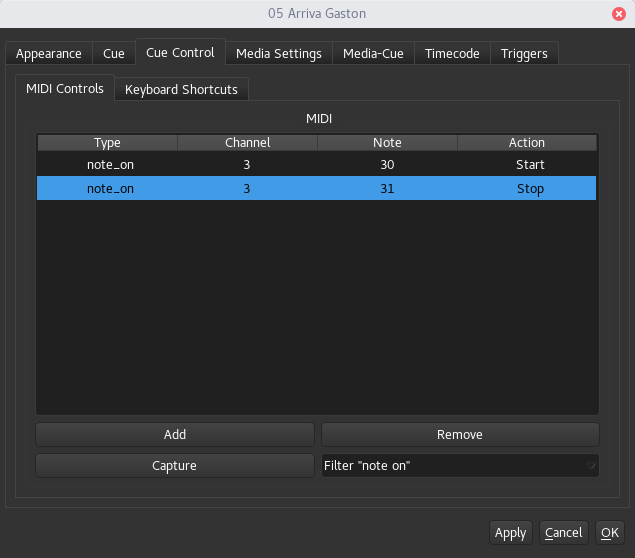 05 Arriva Gaston
Appearance Cue Cue Control Media Settings Media-Cue Timecode Triggers
MIDI Controls Keyboard Shortcuts
MIDI
Type Channel Note Action
note_on 3 30 Start
note_on 3 31 Stop
Add Remove
Capture Filter "note on"
Apply Cancel OK